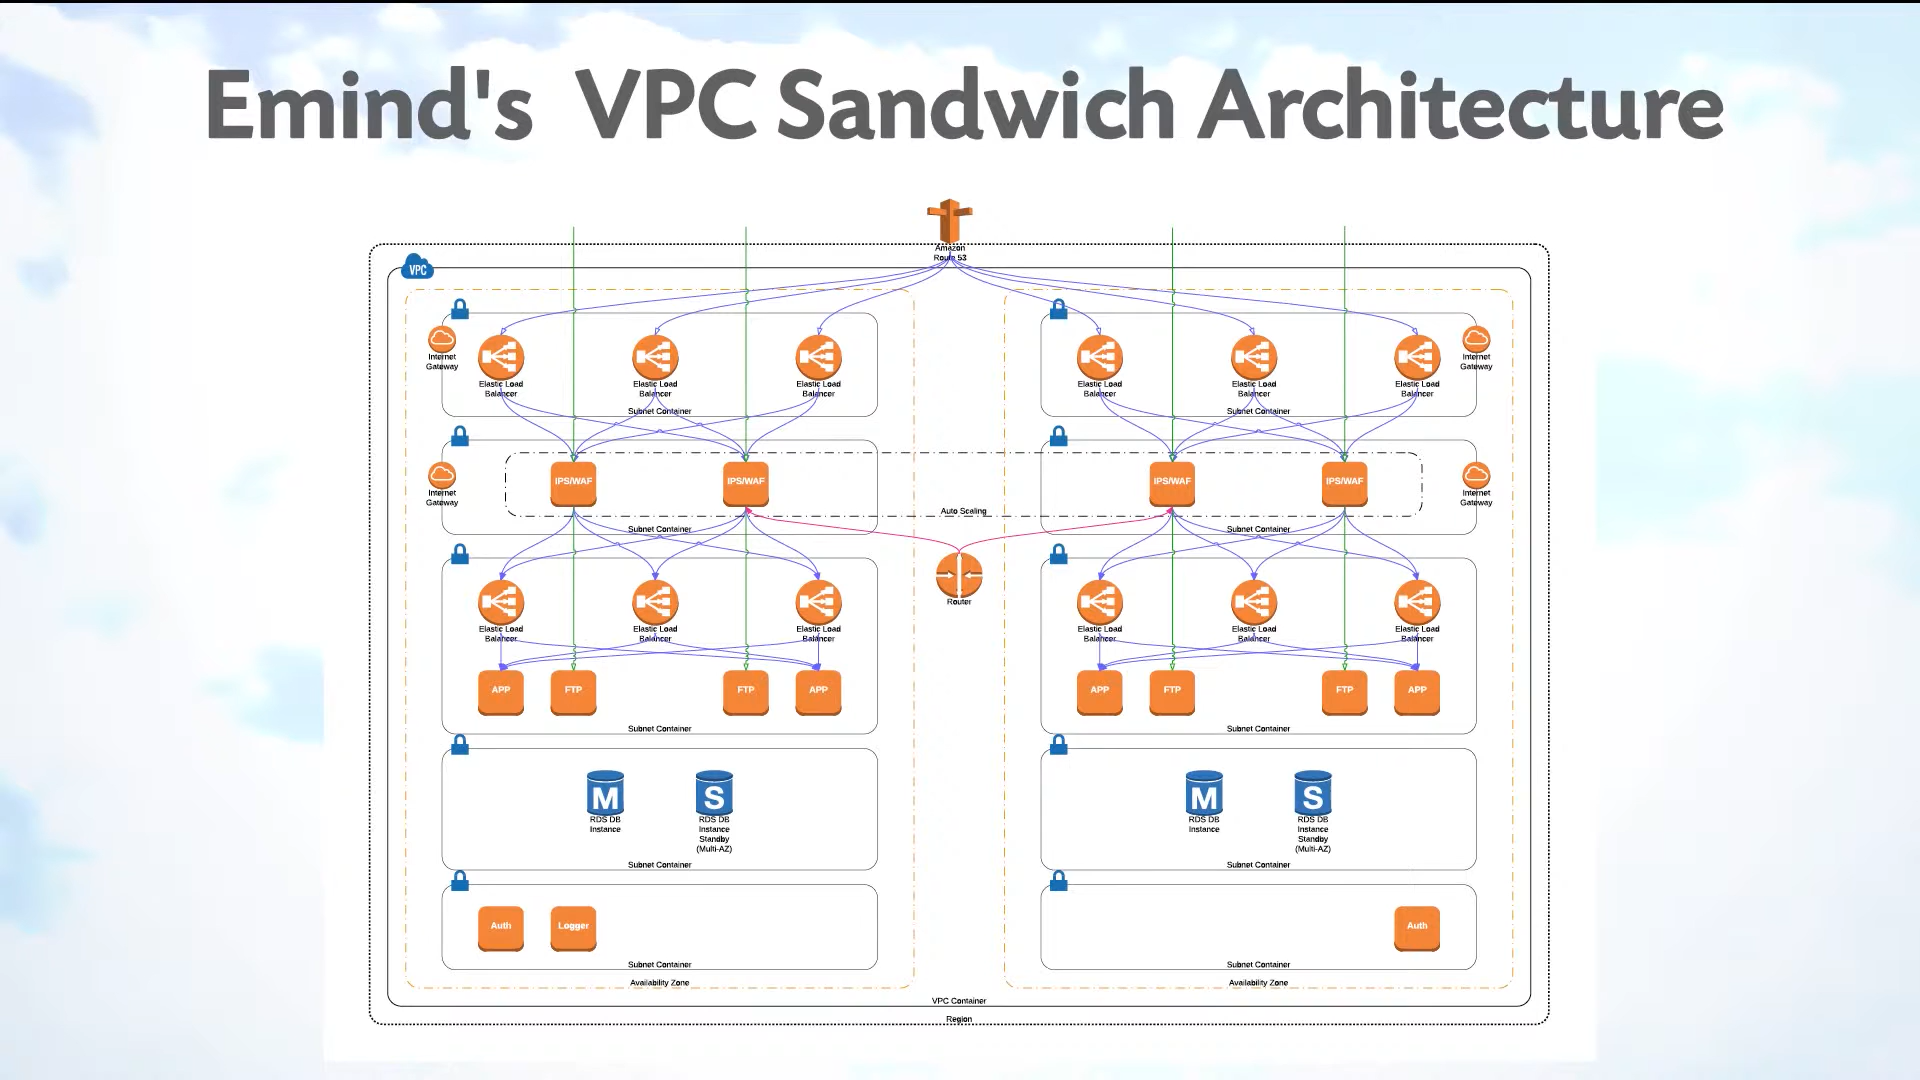 Emind's VPC Sandwich Architecture
Amazon
Route 53
VPC
Internet
Gateway
Elastic Load
Balancer
Elastic Load
Balancer
Elastic Load
Balancer
Subnet Container
Elastic Load
Balancer
Elastic Load
Balancer
Elastic Load
Balancer
Internet
Gateway
Subnet Container
Internet
Gateway
IPS/WAF
IPS/WAF
Subnet Container
Auto Scaling
IPS/WAF
IPS/WAF
Internet
Gateway
Subnet Container
Router
Elastic Load
Balancer
Elastic Load
Balancer
Elastic Load
Balancer
APP
FTP
FTP
APP
Subnet Container
Elastic Load
Balancer
Elastic Load
Balancer
Elastic Load
Balancer
APP
FTP
FTP
APP
Subnet Container
M
RDS DB
Instance
S
RDS DB
Instance
Standby
(Multi-AZ)
Subnet Container
M
RDS DB
Instance
S
RDS DB
Instance
Standby
(Multi-AZ)
Subnet Container
Auth
Logger
Subnet Container
Auth
Subnet Container
Availability Zone
Availability Zone
VPC Container
Region